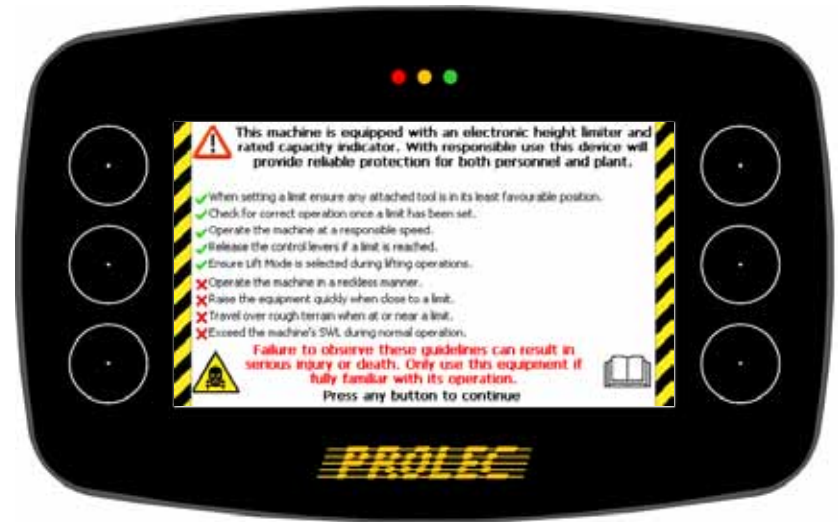 This machine is equipped with an electronic height limiter and
rated capacity indicator. With responsible use this device will
provide reliable protection for both personnel and plant.
When setting a limit ensure any attached tool is in its least favourable position.
Check for correct operation once a limit has been set.
Operate the machine at a responsible speed.
Release the control levers if a limit is reached.
Ensure Lift Mode is selected during lifting operations.
Operate the machine in a reckless manner.
Raise the equipment quickly when close to a limit.
Travel over rough terrain when at or near a limit.
Exceed the machine's SWL during normal operation.
Failure to observe these guidelines can result in
serious injury or death. Only use this equipment if
fully familiar with its operation.
Press any button to continue
PROLEC